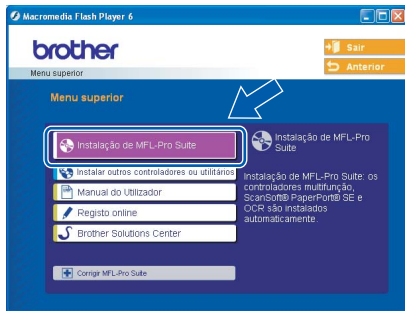 Macromedia Flash Player 6
brother
Sair
Anterior
Menu superior
Menu superior
Instalação de MFL-Pro Suite
Instalar outros controladores ou utilitários
Manual do Utilizador
Registo online
Brother Solutions Center
Corrigir MFL-Pro Suite
Instalação de MFL-Pro
Suite
Instalação de MFL-Pro Suite: os
controladores multifunção,
ScanSoft® PaperPort® SE e
OCR são instalados
automaticamente.